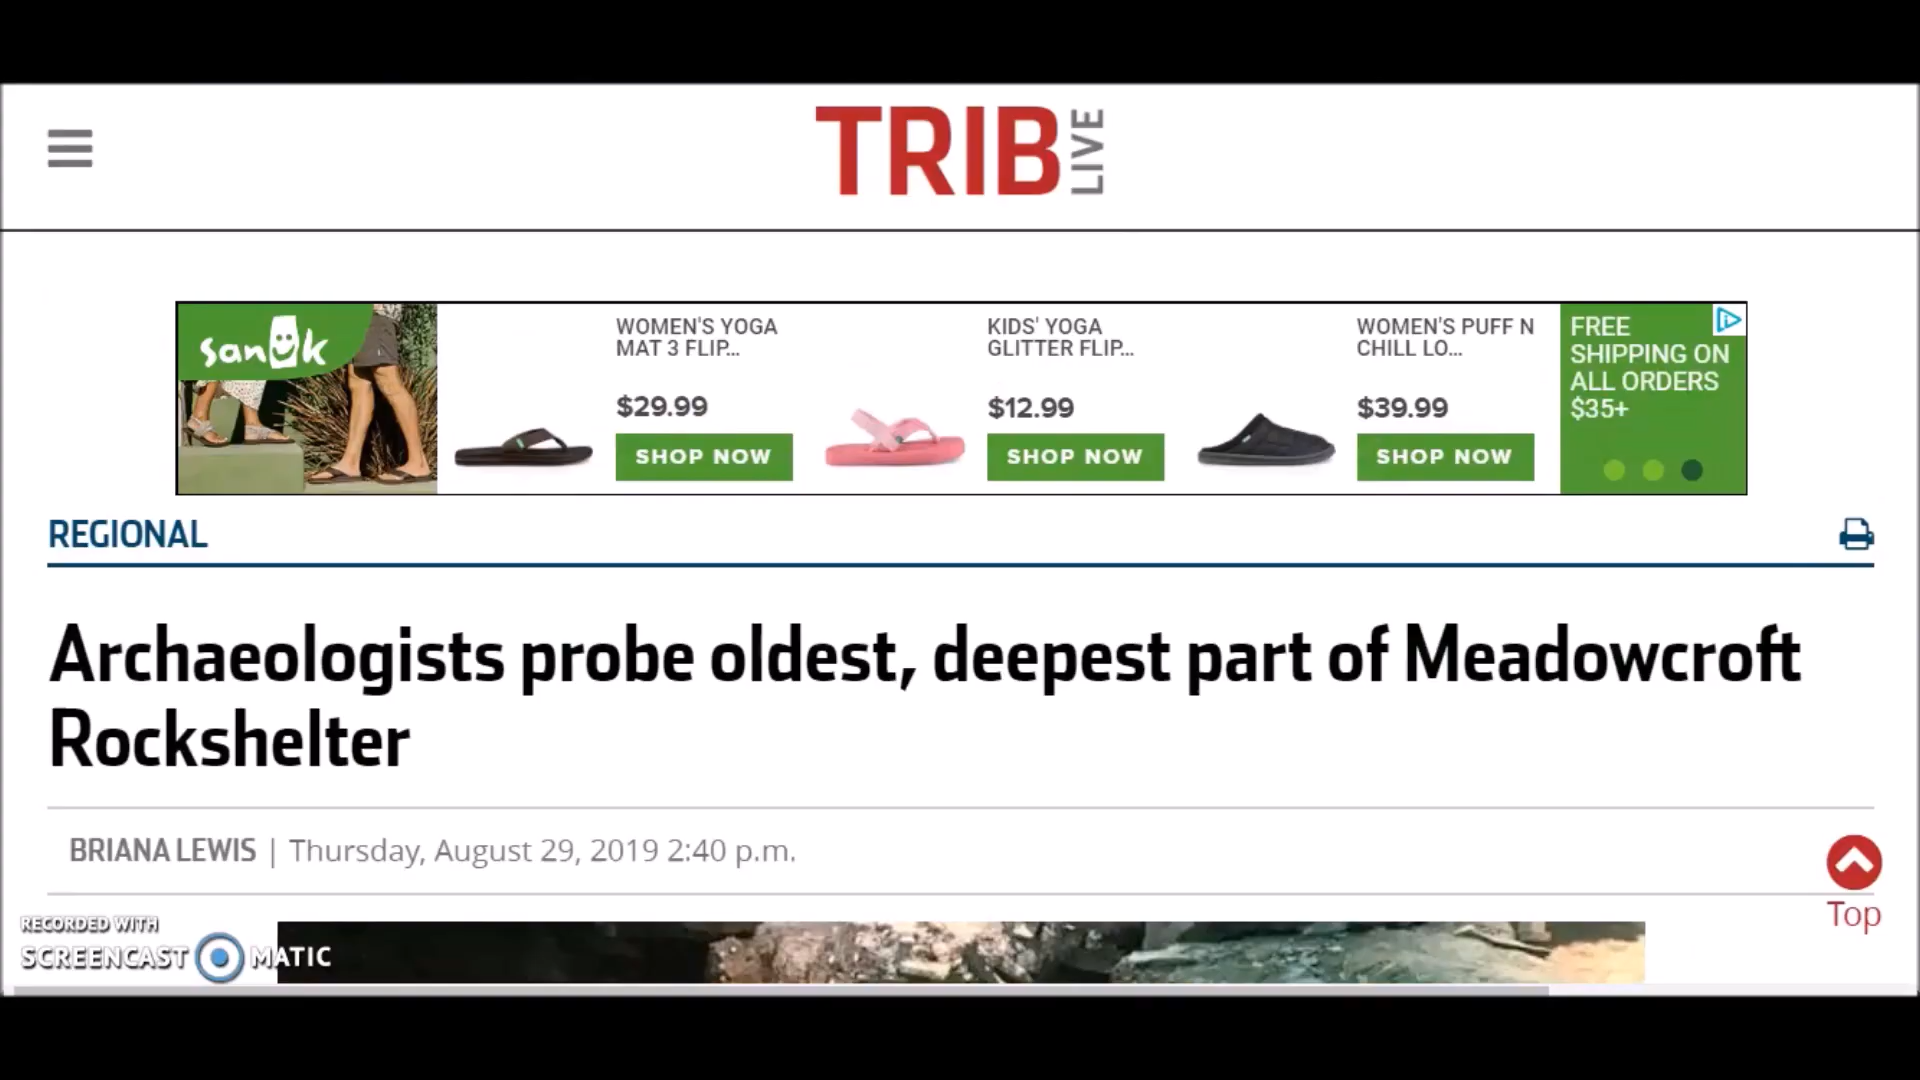 TRIB LIVE
sanuk
WOMEN'S YOGA
MAT 3 FLIP...
$29.99
SHOP NOW
KIDS' YOGA
GLITTER FLIP...
$12.99
SHOP NOW
WOMEN'S PUFF N
CHILL LO...
$39.99
SHOP NOW
FREE
SHIPPING ON
ALL ORDERS
$35+
REGIONAL
Archaeologists probe oldest, deepest part of Meadowcroft
Rockshelter
BRIANA LEWIS | Thursday, August 29, 2019 2:40 p.m.
Top
RECORDED WITH
SCREENCAST MATIC